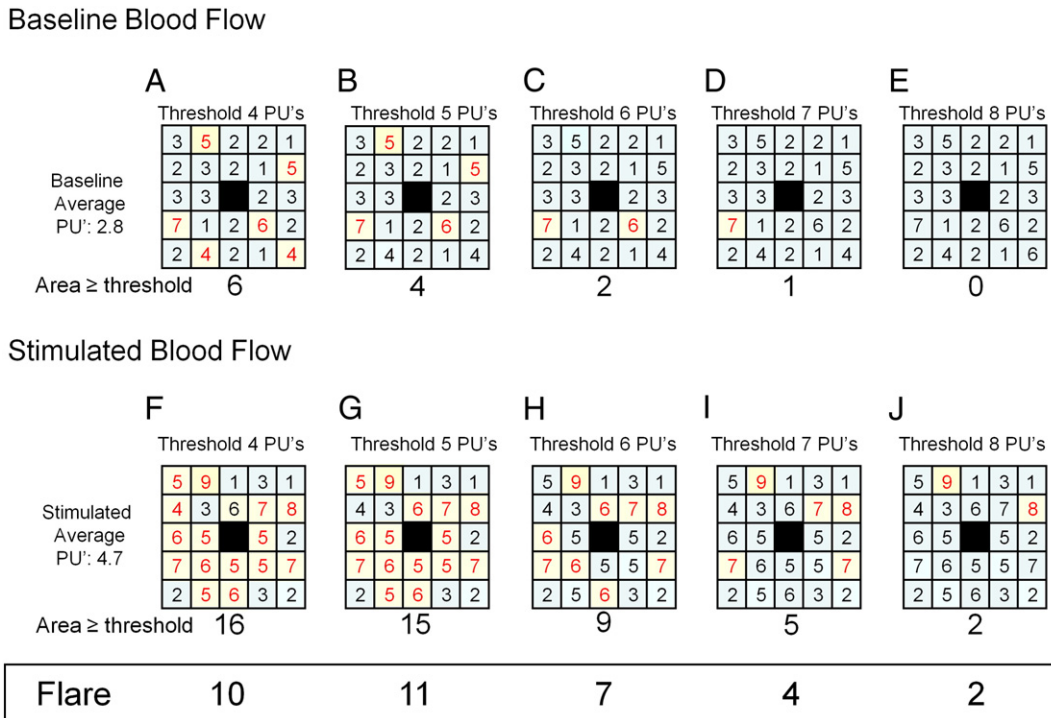 Baseline Blood Flow
A B C D E
Threshold 4 PU's Threshold 5 PU's Threshold 6 PU's Threshold 7 PU's Threshold 8 PU's
3 5 2 2 1 3 5 2 2 1 3 5 2 2 1 3 5 2 2 1 3 5 2 2 1
2 3 2 1 5 2 3 2 1 5 2 3 2 1 5 2 3 2 1 5 2 3 2 1 5
Baseline
Average
PU': 2.8
3 3 2 3 3 3 2 3 3 3 2 3 3 3 2 3 3 3 2 3
7 1 2 6 2 7 1 2 6 2 7 1 2 6 2 7 1 2 6 2 7 1 2 6 2
2 4 2 1 4 2 4 2 1 4 2 4 2 1 4 2 4 2 1 4 2 4 2 1 6
Area ≥ threshold 6 4 2 1 0
Stimulated Blood Flow
F G H I J
Threshold 4 PU's Threshold 5 PU's Threshold 6 PU's Threshold 7 PU's Threshold 8 PU's
5 9 1 3 1 5 9 1 3 1 5 9 1 3 1 5 9 1 3 1 5 9 1 3 1
4 3 6 7 8 4 3 6 7 8 4 3 6 7 8 4 3 6 7 8 4 3 6 7 8
Stimulated
Average
PU': 4.7
6 5 5 2 6 5 5 2 6 5 5 2 6 5 5 2 6 5 5 2
7 6 5 5 7 7 6 5 5 7 7 6 5 5 7 7 6 5 5 7 7 6 5 5 7
2 5 6 3 2 2 5 6 3 2 2 5 6 3 2 2 5 6 3 2 2 5 6 3 2
Area ≥ threshold 16 15 9 5 2
Flare 10 11 7 4 2